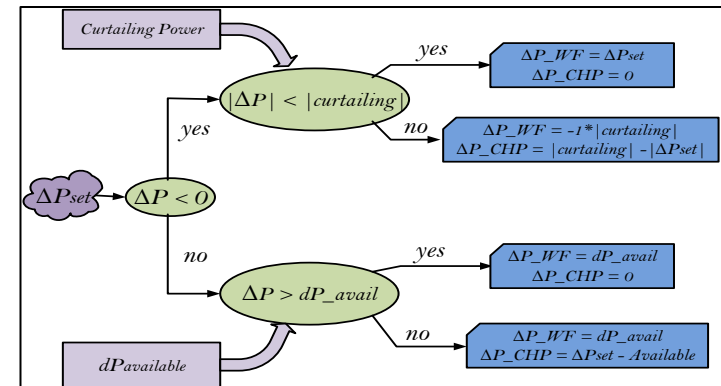 Curtailing Power
yes
ΔP_WF = ΔPset
ΔP_CHP = 0
|ΔP| < |curtailing|
yes
no
ΔP_WF = -1*|curtailing|
ΔP_CHP = |curtailing| -|ΔPset|
ΔPset
ΔP < 0
no
yes
ΔP_WF = dP_avail
ΔP_CHP = 0
ΔP > dP_avail
no
ΔP_WF = dP_avail
ΔP_CHP = ΔPset - Available
dPavailable